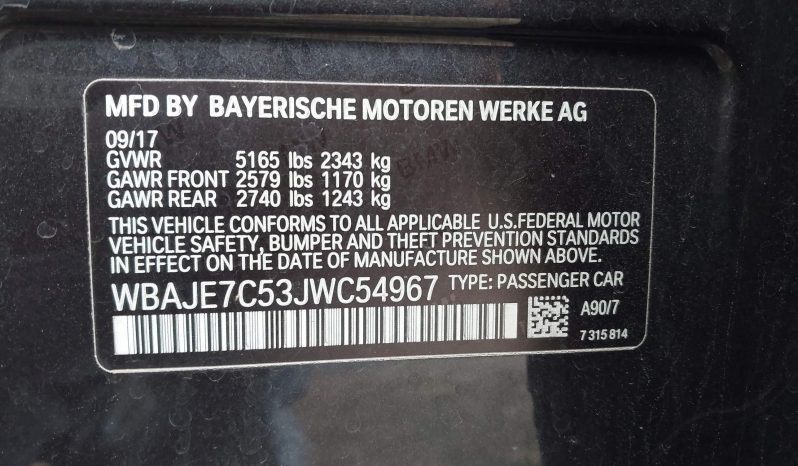 MFD BY BAYERISCHE MOTOREN WERKE AG
09/17
GVWR 5165 lbs 2343 kg
GAWR FRONT 2579 lbs 1170 kg
GAWR REAR 2740 lbs 1243 kg
THIS VEHICLE CONFORMS TO ALL APPLICABLE U.S.FEDERAL MOTOR
VEHICLE SAFETY, BUMPER AND THEFT PREVENTION STANDARDS
IN EFFECT ON THE DATE OF MANUFACTURE SHOWN ABOVE.
WBAJE7C53JWC54967 TYPE: PASSENGER CAR
A90/7
7 315 814